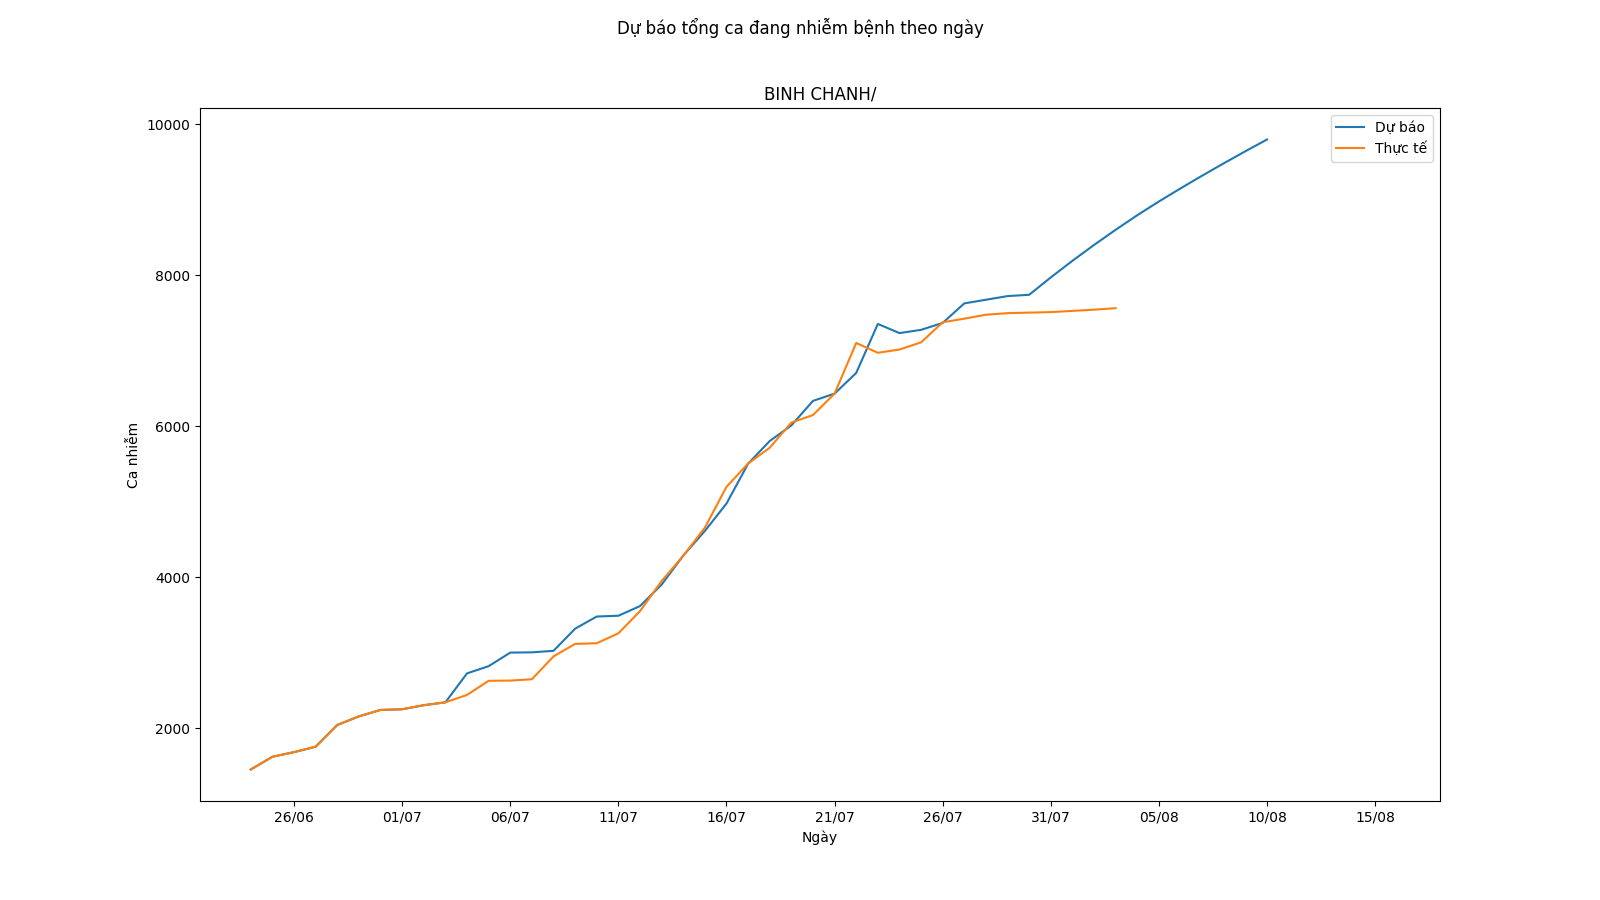 Dự báo tổng ca đang nhiễm bệnh theo ngày
BINH CHANH/
Dự báo
Thực tế
10000
8000
6000
4000
2000
Ca nhiễm
26/06 01/07 06/07 11/07 16/07 21/07 26/07 31/07 05/08 10/08 15/08
Ngày